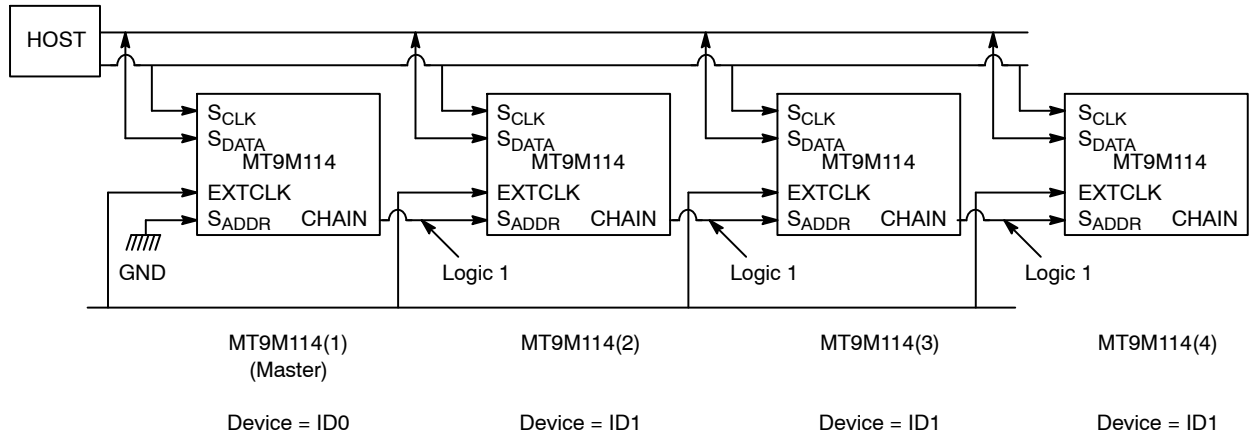 HOST
SCLK
SDATA
MT9M114
EXTCLK
SADDR CHAIN
SCLK
SDATA
MT9M114
EXTCLK
SADDR CHAIN
SCLK
SDATA
MT9M114
EXTCLK
SADDR CHAIN
SCLK
SDATA
MT9M114
EXTCLK
SADDR CHAIN
GND
Logic 1
Logic 1
Logic 1
MT9M114(1)
(Master)
MT9M114(2)
MT9M114(3)
MT9M114(4)
Device = ID0
Device = ID1
Device = ID1
Device = ID1